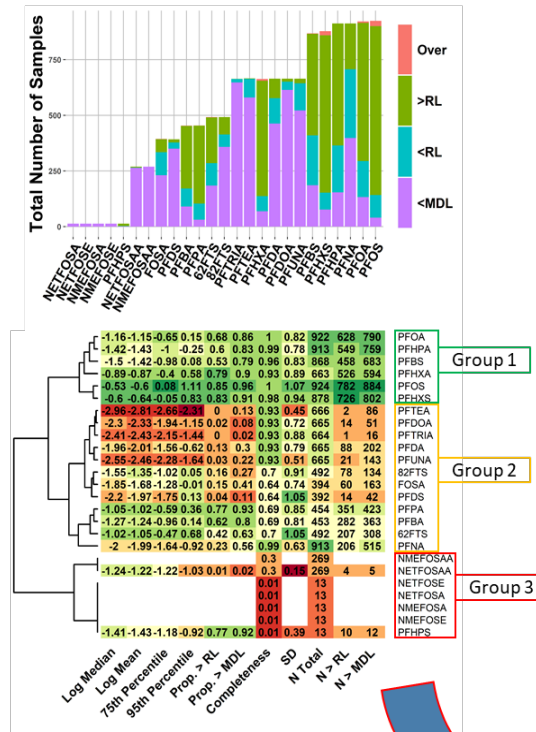 Total Number of Samples
750
500
250
0
Over
>RL
<RL
<MDL
NETFOSA
NETFOSE
NMEFOSA
NMEFOSE
PFHPS
NETFOSAA
NMEFOSAA
FOSA
PFDS
PFBA
PFPA
62FTS
82FTS
PFTRIA
PFTEA
PFHXA
PFDA
PFDOA
PFUNA
PFBS
PFHXS
PFHPA
PFNA
PFOA
PFOS
-1.16 -1.15 -0.65 0.15 0.68 0.86 1 0.82 922 628 790 PFOA
-1.42 -1.43 -1 -0.25 0.6 0.83 0.99 0.78 913 549 759 PFHPA
-1.5 -1.42 -0.98 0.08 0.53 0.79 0.96 0.83 868 458 683 PFBS
-0.89 -0.87 -0.4 0.58 0.79 0.9 0.93 0.89 663 526 594 PFHXA
-0.53 -0.6 0.08 1.11 0.85 0.96 1 1.07 924 782 884 PFOS
-0.6 -0.64 -0.05 0.83 0.83 0.91 0.93 0.99 878 726 802 PFHXS
-2.96 -2.81 -2.66 -2.31 0 0.13 0.93 0.45 666 2 86 PFTEA
-2.3 -2.33 -1.94 -1.15 0.02 0.08 0.93 0.72 665 14 51 PFDOA
-2.41 -2.43 -2.15 -1.44 0 0.02 0.93 0.88 664 1 16 PFTRIA
-1.96 -2.01 -1.56 -0.62 0.13 0.3 0.93 0.79 665 88 202 PFDA
-2.55 -2.46 -2.28 -1.64 0.03 0.22 0.93 0.51 665 21 143 PFUNA
-1.55 -1.35 -1.02 0.05 0.16 0.27 0.7 0.91 492 78 134 82FTS
-1.85 -1.68 -1.28 -0.01 0.15 0.41 0.64 0.74 394 60 163 FOSA
-2.2 -1.97 -1.75 0.13 0.04 0.11 0.64 1.05 392 14 42 PFDS
-1.05 -1.02 -0.59 0.36 0.77 0.93 0.69 0.85 454 351 423 PFPA
-1.27 -1.24 -0.96 0.14 0.62 0.8 0.69 0.81 453 282 363 PFBA
-1.02 -1.05 -0.47 0.68 0.42 0.63 0.7 1.05 492 207 308 62FTS
-2 -1.99 -1.64 -0.92 0.23 0.56 0.99 0.63 913 206 515 PFNA
0.3 269 NMEFOSAA
-1.24 -1.22 -1.22 -1.03 0.01 0.02 0.3 0.15 269 4 5 NETFOSAA
0.01 13 NETFOSE
0.01 13 NETFOSA
0.01 13 NMEFOSA
0.01 13 NMEFOSE
-1.41 -1.43 -1.18 -0.92 0.77 0.92 0.01 0.39 13 10 12 PFHPS
Group 1
Group 2
Group 3
Log Median
Log Mean
75th Percentile
95th Percentile
Prop. > RL
Prop. > MDL
Completeness
SD
N Total
N > RL
N > MDL